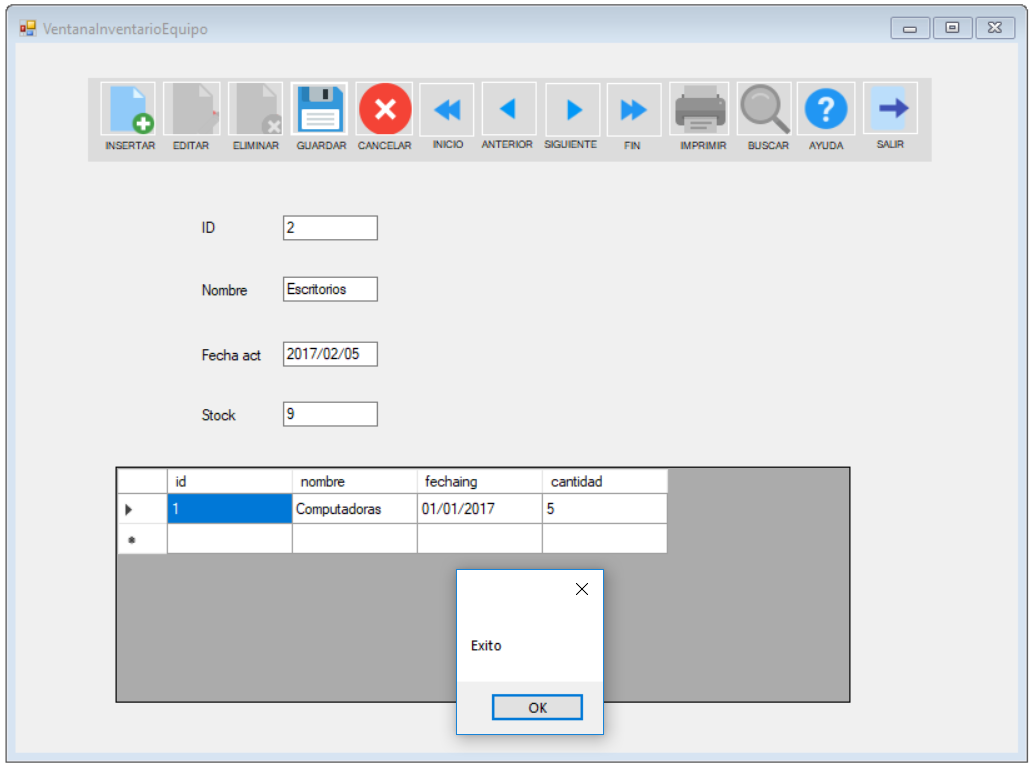 VentanaInventarioEquipo
INSERTAR EDITAR ELIMINAR GUARDAR CANCELAR INICIO ANTERIOR SIGUIENTE FIN IMPRIMIR BUSCAR AYUDA SALIR
ID 2
Nombre Escritorios
Fecha act 2017/02/05
Stock 9
id nombre fechaing cantidad
1 Computadoras 01/01/2017 5
Exito
OK